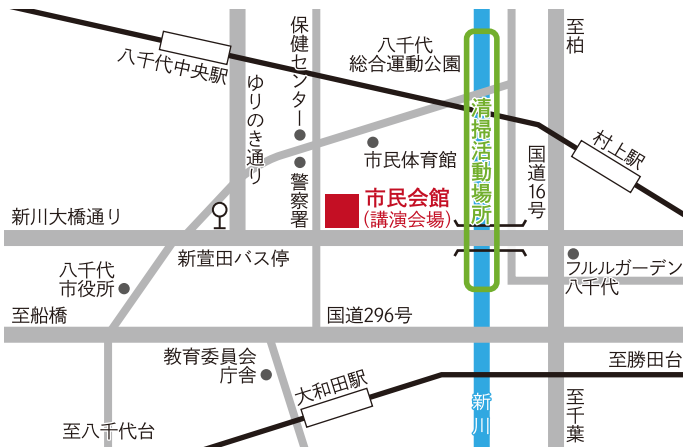 保健センター
八千代
総合運動公園
至柏
八千代中央駅
ゆりのき通り
清掃活動場所
村上駅
市民体育館
国道16号
警察署
市民会館
(講演会場)
新川大橋通り
新萱田バス停
八千代
市役所
フルルガーデン
八千代
至船橋
国道296号
教育委員会
庁舎
大和田駅
至勝田台
至八千代台
新川
至千葉